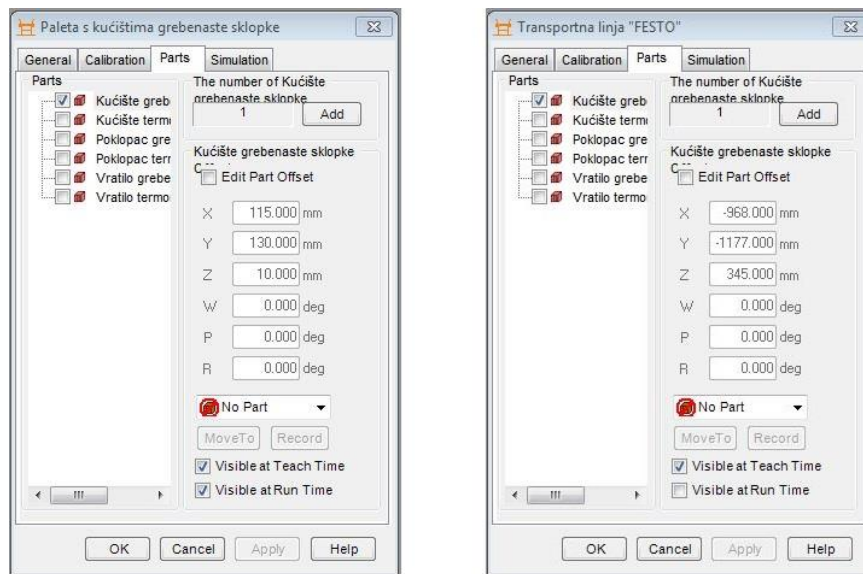 Paleta s kućištima grebenaste sklopke
General Calibration Parts Simulation
Parts
Kućište greb
Kućište termo
Poklopac gre
Poklopac terr
Vratilo grebe
Vratilo termo
The number of Kućište
grebenaste sklopke
1 Add
Kućište grebenaste sklopke
Edit Part Offset
X 115.000 mm
Y 130.000 mm
Z 10.000 mm
W 0.000 deg
P 0.000 deg
R 0.000 deg
No Part
MoveTo Record
Visible at Teach Time
Visible at Run Time
OK Cancel Apply Help
Transportna linja "FESTO"
General Calibration Parts Simulation
Parts
Kućište greb
Kućište termo
Poklopac gre
Poklopac terr
Vratilo grebe
Vratilo termo
The number of Kućište
grebenaste sklopke
1 Add
Kućište grebenaste sklopke
Edit Part Offset
X -968.000 mm
Y -1177.000 mm
Z 345.000 mm
W 0.000 deg
P 0.000 deg
R 0.000 deg
No Part
MoveTo Record
Visible at Teach Time
Visible at Run Time
OK Cancel Apply Help